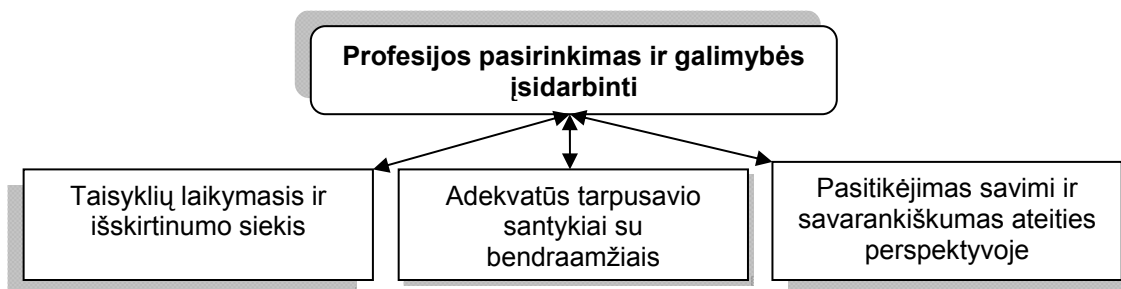 Profesijos pasirinkimas ir galimybės
įsidarbinti
Taisyklių laikymasis ir
išskirtinumo siekis
Adekvatūs tarpusavio
santykiai su
bendraamžiais
Pasitikėjimas savimi ir
savarankiškumas ateities
perspektyvoje